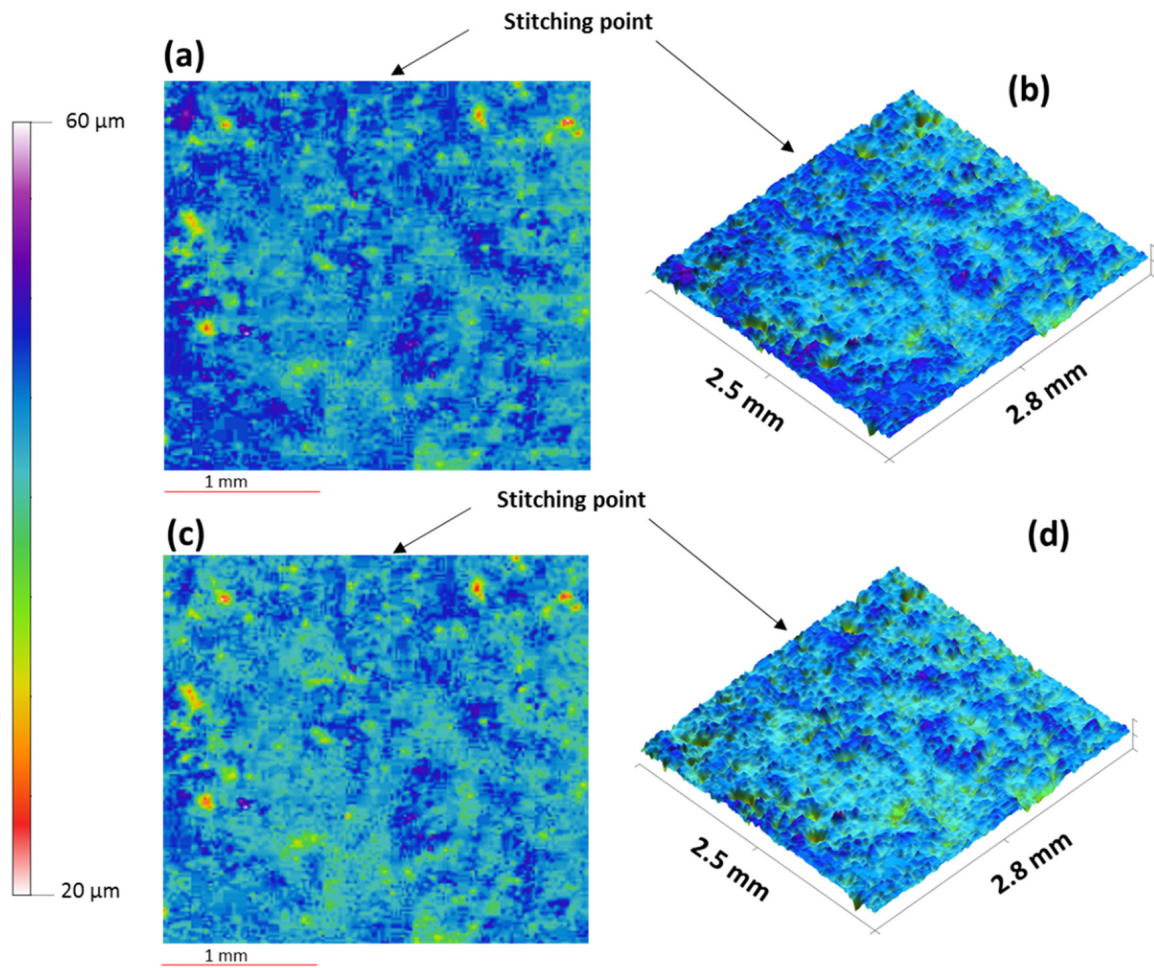 Stitching point
(a)
(b)
60 µm
2.5 mm
2.8 mm
1 mm
Stitching point
(c)
(d)
20 µm
2.5 mm
2.8 mm
1 mm